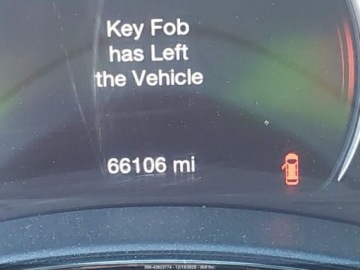 Key Fob
has Left
the Vehicle
66106 mi